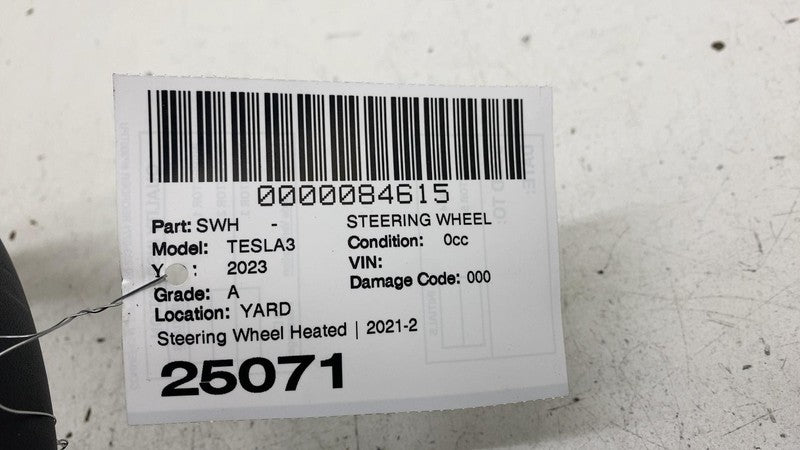 0000084615
Part: SWH - STEERING WHEEL
Model: TESLA3 Condition: 0cc
Y : 2023 VIN:
Grade: A Damage Code: 000
Location: YARD
Steering Wheel Heated | 2021-2
25071